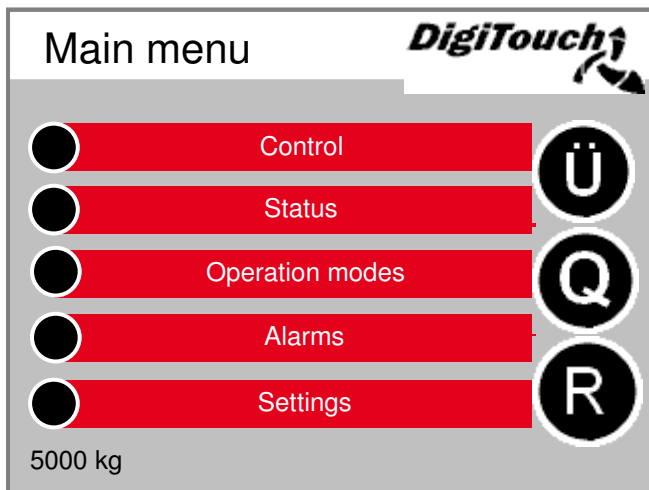 Main menu
DigiTouch
Control
Ü
Status
Operation modes
Q
Alarms
Settings
R
5000 kg